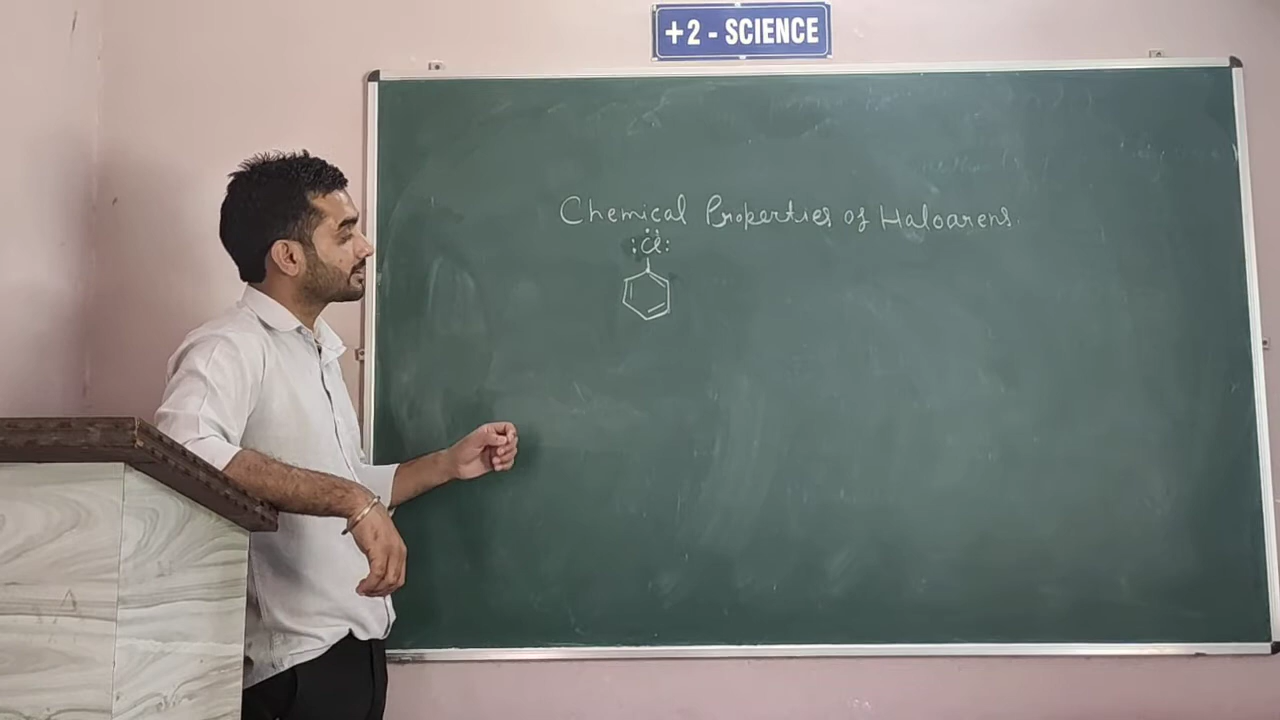 +2 - SCIENCE
Chemical Properties of Haloarens.
:Cl: